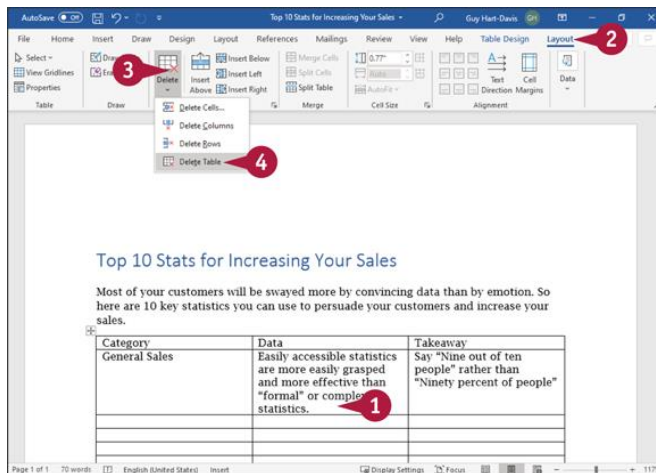 AutoSave Off
Top 10 Stats for Increasing Your Sales
Guy Hart-Davis GH
File Home Insert Draw Design Layout References Mailings Review View Help Table Design Layout
2
Select
View Gridlines
Properties
Table
Draw
3
Delete
Insert Above
Insert Below
Insert Left
Insert Right
Merge Cells
Split Cells
Split Table
Merge
0.77"
Auto
AutoFit
Cell Size
Text Direction
Cell Margins
Alignment
Data
Delete Cells...
Delete Columns
Delete Rows
Delete Table
4
Top 10 Stats for Increasing Your Sales
Most of your customers will be swayed more by convincing data than by emotion. So
here are 10 key statistics you can use to persuade your customers and increase your
sales.
Category Data Takeaway
General Sales
Easily accessible statistics
are more easily grasped
and more effective than
"formal" or
statistics.
1
Say "Nine out of ten
people" rather than
"Ninety percent of people"
Page 1 of 1 70 words English (United States) Insert Display Settings Focus